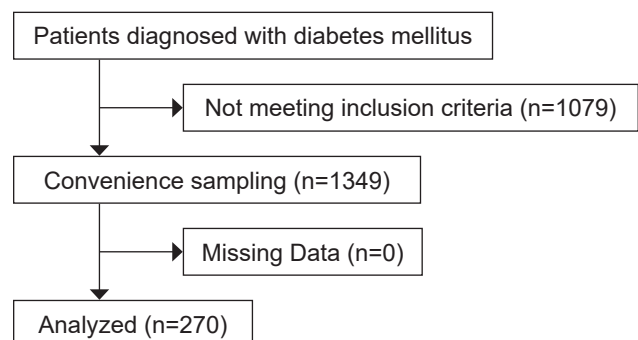 Patients diagnosed with diabetes mellitus
Not meeting inclusion criteria (n=1079)
Convenience sampling (n=1349)
Missing Data (n=0)
Analyzed (n=270)